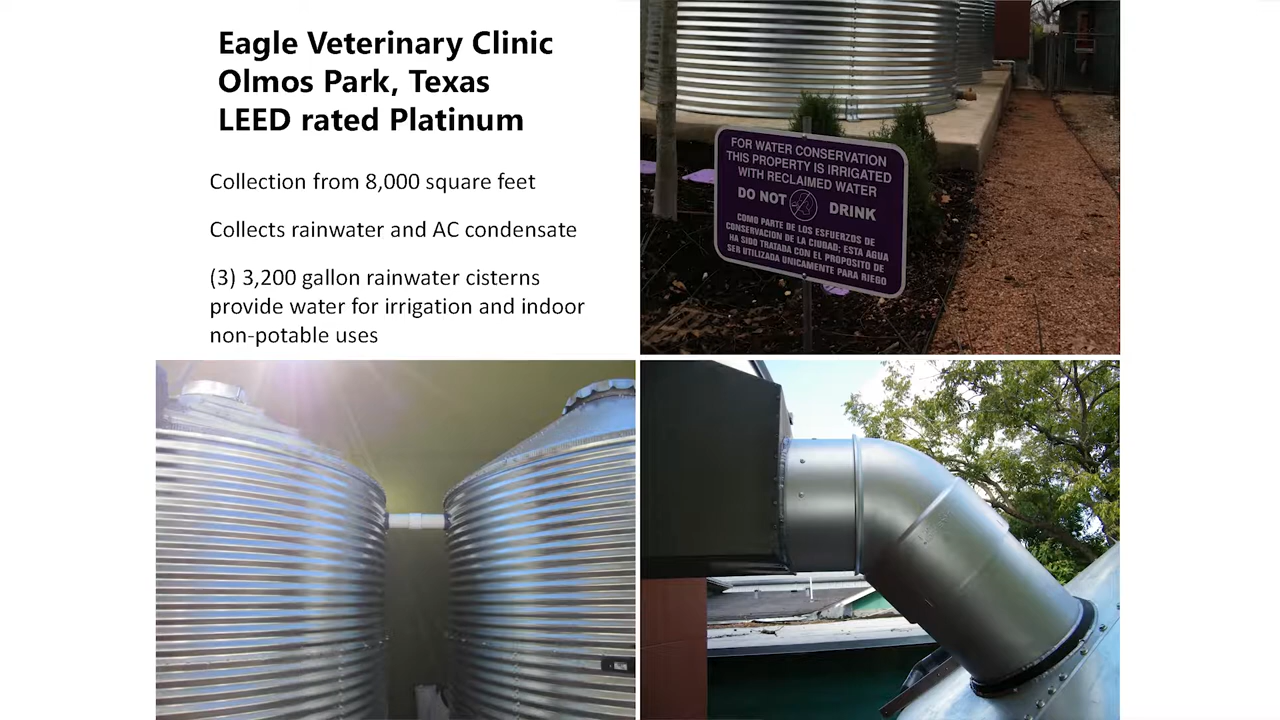 Eagle Veterinary Clinic
Olmos Park, Texas
LEED rated Platinum
Collection from 8,000 square feet
Collects rainwater and AC condensate
(3) 3,200 gallon rainwater cisterns
provide water for irrigation and indoor
non-potable uses
FOR WATER CONSERVATION
THIS PROPERTY IS IRRIGATED
WITH RECLAIMED WATER
DO NOT DRINK
COMO PARTE DE LOS ESFUERZOS DE
CONSERVACION DE LA CIUDAD; ESTA AGUA
HA SIDO TRATADA CON EL PROPOSITO DE
SER UTILIZADA UNICAMENTE PARA RIEGO